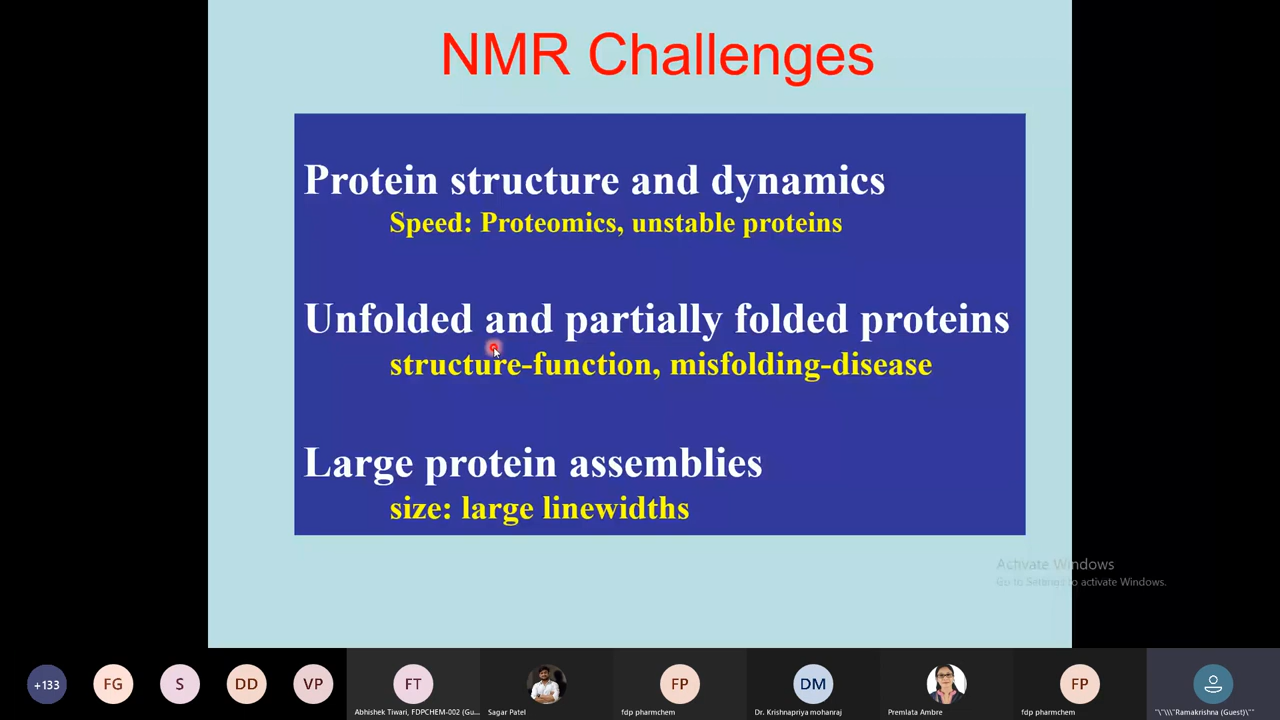 NMR Challenges
Protein structure and dynamics
Speed: Proteomics, unstable proteins
Unfolded and partially folded proteins
structure-function, misfolding-disease
Large protein assemblies
size: large linewidths
Activate Windows
Go to Settings to activate Windows.
+133
FG
S
DD
VP
FT
FP
DM
FP
Abhishek Tiwari, FDPCHEM-002 (Gu...
Sagar Patel
fdp pharmchem
Dr. Krishnapriya mohanraj
Premlata Ambre
fdp pharmchem
"\"\\\"Ramakrishna (Guest)\""